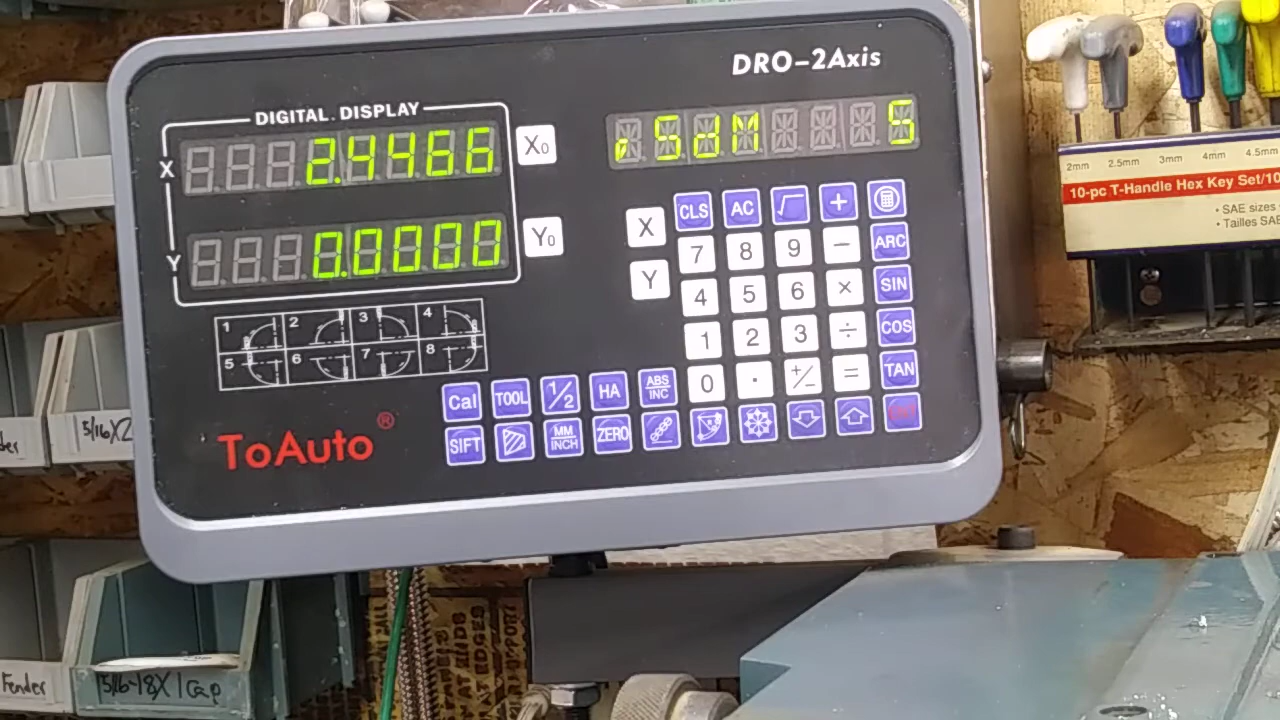 DRO-2Axis
DIGITAL DISPLAY
X 2.4466 X0
SdM 5
Y 0.0000 Y0
X
Y
CLS AC √ +
7 8 9 − ARC
4 5 6 × SIN
1 2 3 ÷ COS
0 . +/− = TAN
1 2 3 4
5 6 7 8
Cal TOOL 1/2 HA ABS INC
SIFT MM INCH ZERO
ToAuto®
2mm 2.5mm 3mm 4mm 4.5mm
10-pc T-Handle Hex Key Set/10
• SAE sizes
• Tailles SAE
5/16X2
Fender
5/16-18X1 Cap